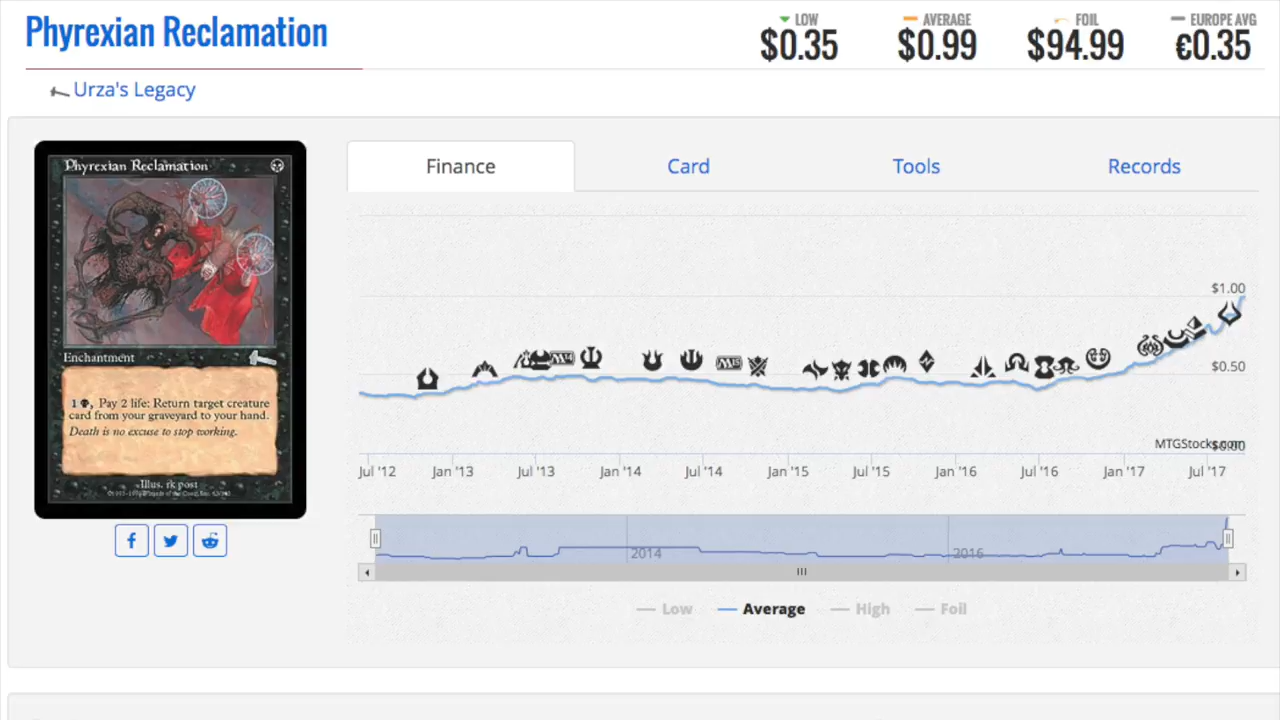 Phyrexian Reclamation
LOW
$0.35
AVERAGE
$0.99
FOIL
$94.99
EUROPE AVG
€0.35
Urza's Legacy
Phyrexian Reclamation
Enchantment
1, Pay 2 life: Return target creature
card from your graveyard to your hand.
Death is no excuse to stop working.
Illus. rk post
Finance
Card
Tools
Records
$1.00
$0.50
MTGStocks.com
$0.00
Jul '12
Jan '13
Jul '13
Jan '14
Jul '14
Jan '15
Jul '15
Jan '16
Jul '16
Jan '17
Jul '17
2014
2016
Low
Average
High
Foil